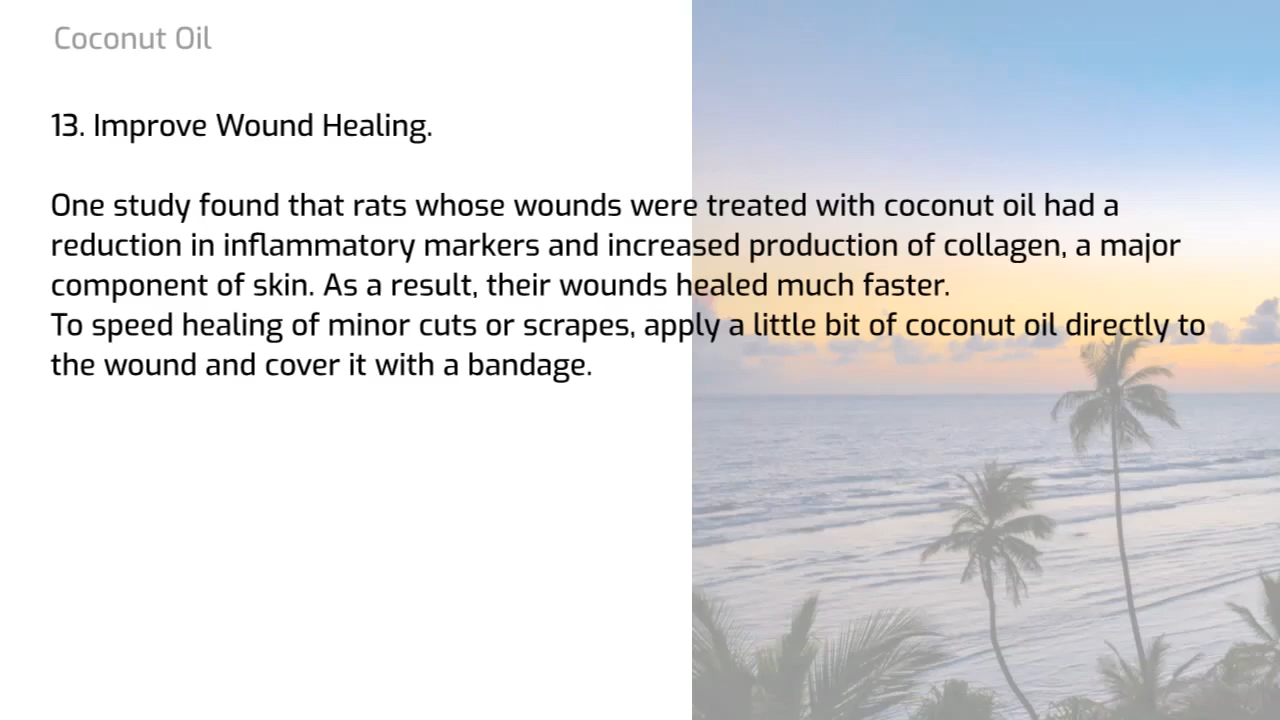 Coconut Oil
13. Improve Wound Healing.
One study found that rats whose wounds were treated with coconut oil had a
reduction in inflammatory markers and increased production of collagen, a major
component of skin. As a result, their wounds healed much faster.
To speed healing of minor cuts or scrapes, apply a little bit of coconut oil directly to
the wound and cover it with a bandage.